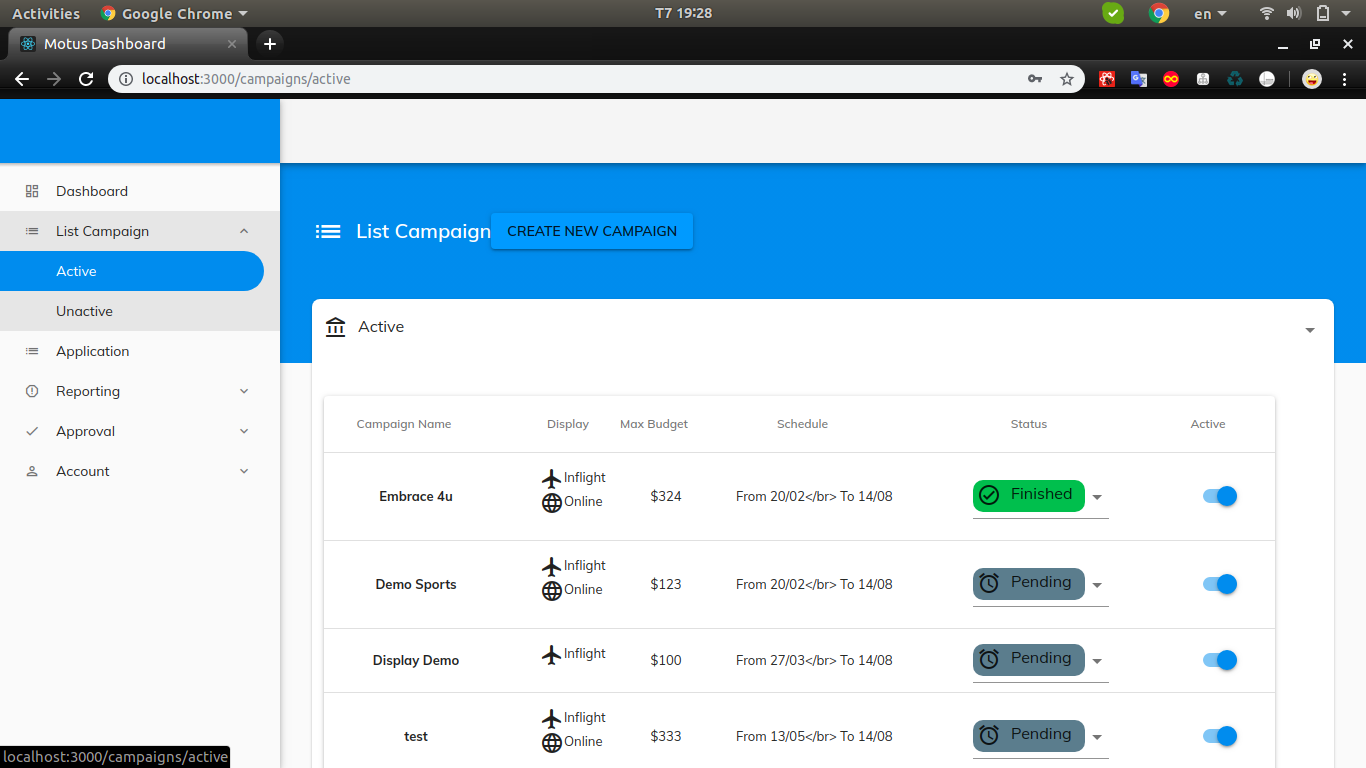 Activities Google Chrome T7 19:28 en
Motus Dashboard
localhost:3000/campaigns/active
Dashboard
List Campaign
Active
Unactive
Application
Reporting
Approval
Account
List Campaign CREATE NEW CAMPAIGN
Active
Campaign Name Display Max Budget Schedule Status Active
Embrace 4u Inflight Online $324 From 20/02</br> To 14/08 Finished
Demo Sports Inflight Online $123 From 20/02</br> To 14/08 Pending
Display Demo Inflight $100 From 27/03</br> To 14/08 Pending
test Inflight Online $333 From 13/05</br> To 14/08 Pending
localhost:3000/campaigns/active